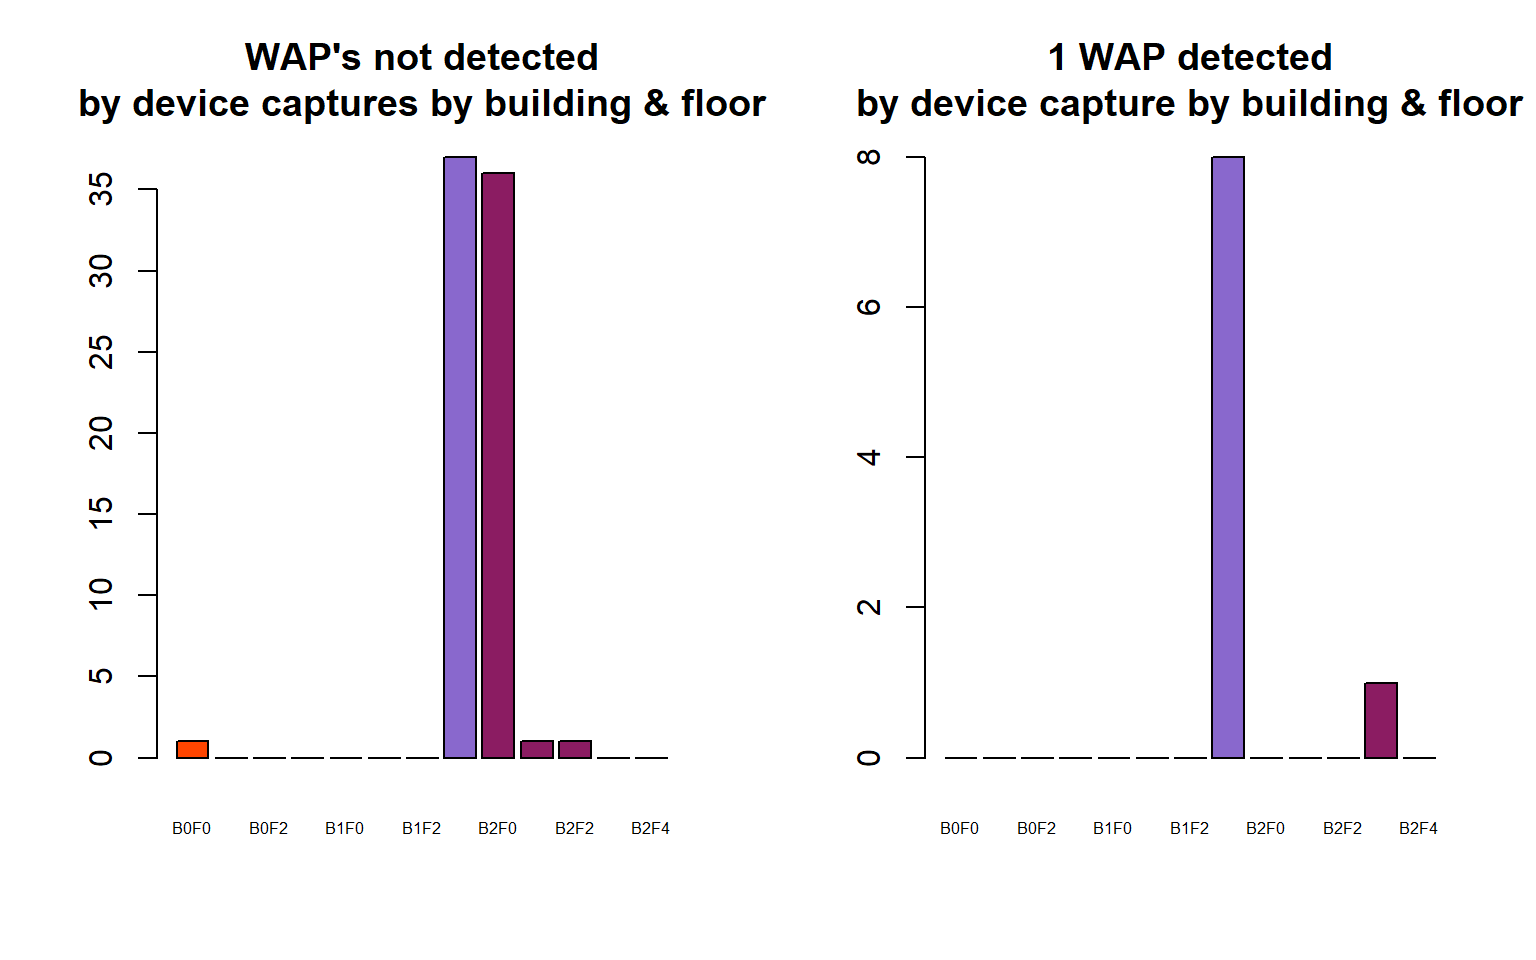 WAP's not detected
by device captures by building & floor
35
30
25
20
15
10
5
0
B0F0 B0F2 B1F0 B1F2 B2F0 B2F2 B2F4
1 WAP detected
by device capture by building & floor
8
6
4
2
0
B0F0 B0F2 B1F0 B1F2 B2F0 B2F2 B2F4